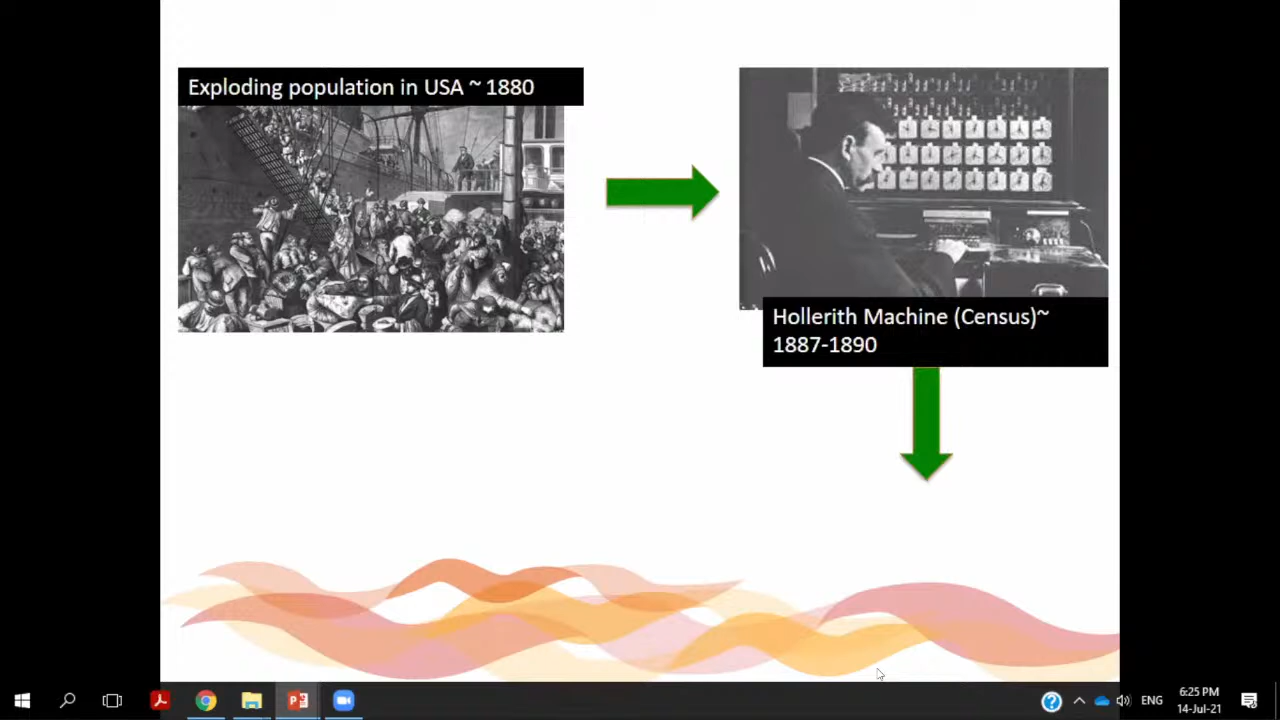 Exploding population in USA ~ 1880
Hollerith Machine (Census)~
1887-1890
ENG
6:25 PM
14-Jul-21